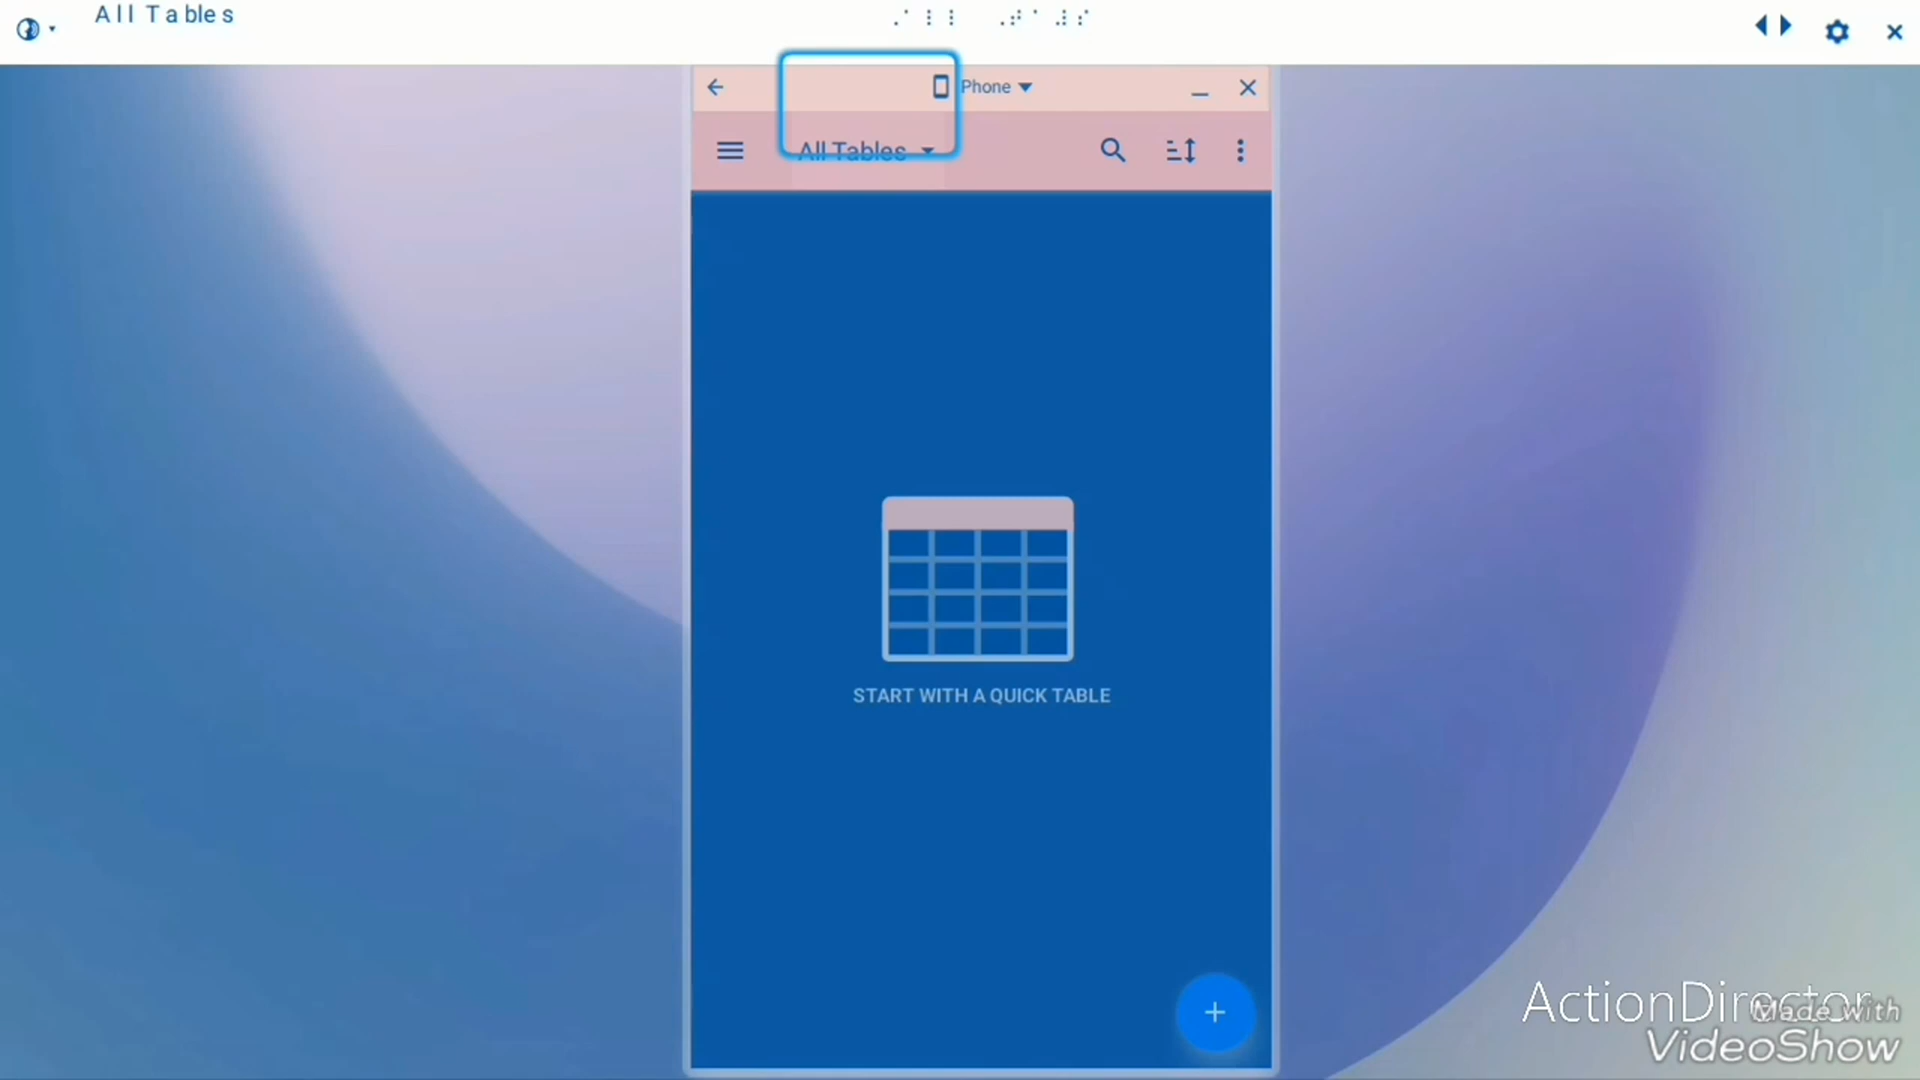 All Tables
⠠⠁⠇⠇ ⠠⠞⠁⠼⠎
Phone
All Tables
START WITH A QUICK TABLE
ActionDirector
Made with
VideoShow